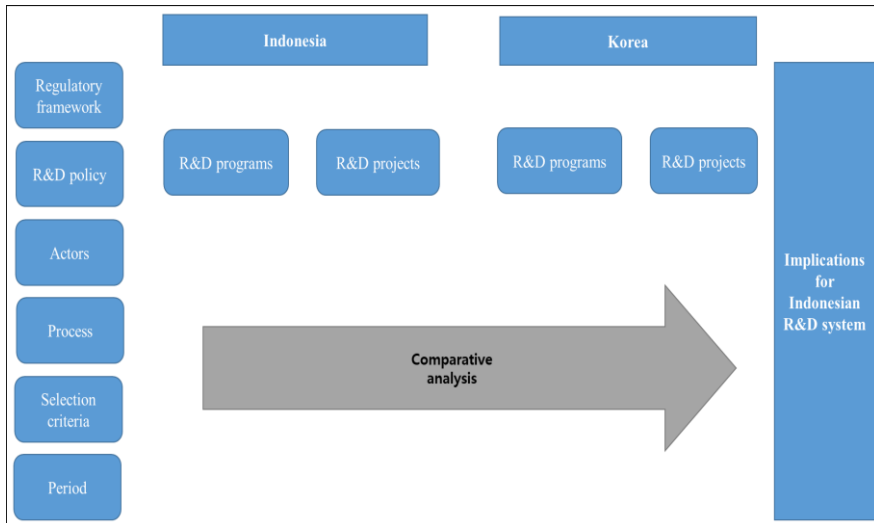 Indonesia
Korea
Regulatory
framework
R&D policy
Actors
Process
Selection
criteria
Period
R&D programs
R&D projects
R&D programs
R&D projects
Comparative
analysis
Implications
for
Indonesian
R&D system